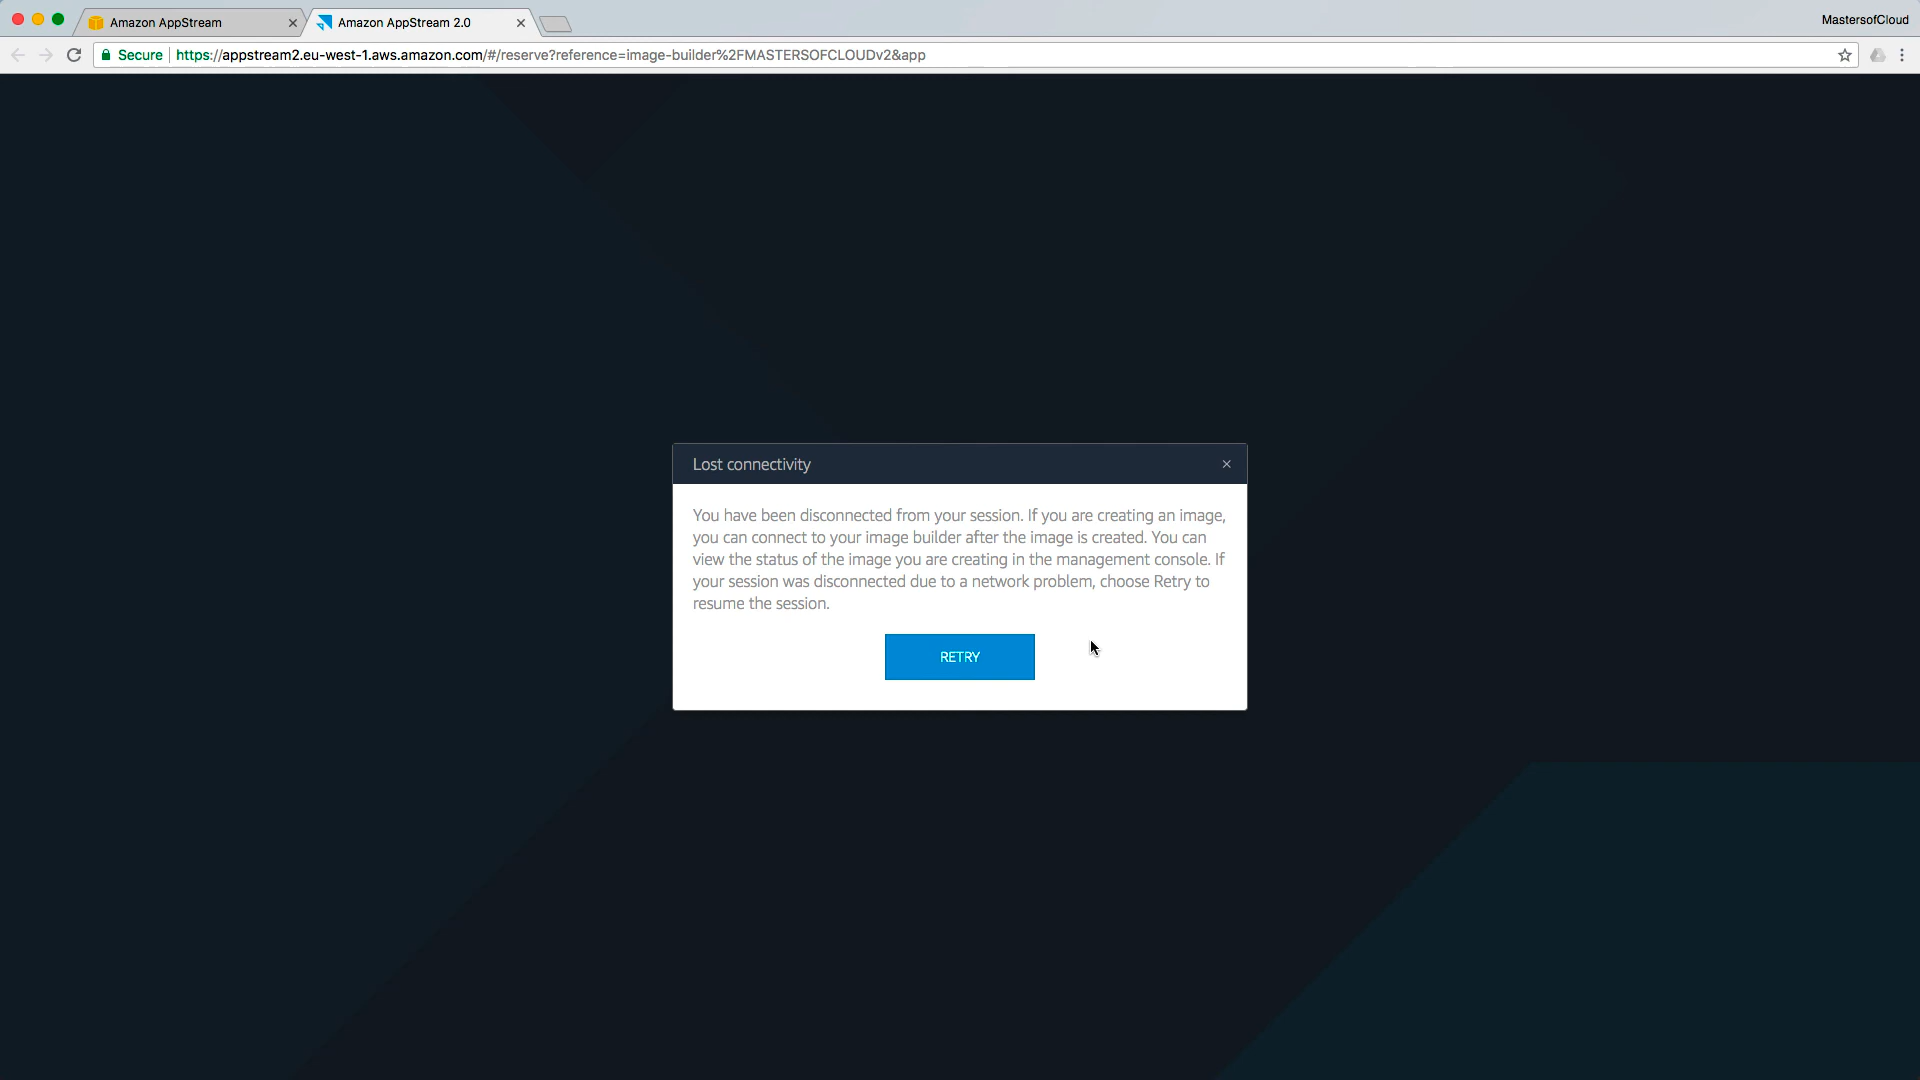 Amazon AppStream
Amazon AppStream 2.0
MastersofCloud
Secure
https://appstream2.eu-west-1.aws.amazon.com/#/reserve?reference=image-builder%2FMASTERSOFCLOUDv2&app
Lost connectivity
You have been disconnected from your session. If you are creating an image,
you can connect to your image builder after the image is created. You can
view the status of the image you are creating in the management console. If
your session was disconnected due to a network problem, choose Retry to
resume the session.
RETRY